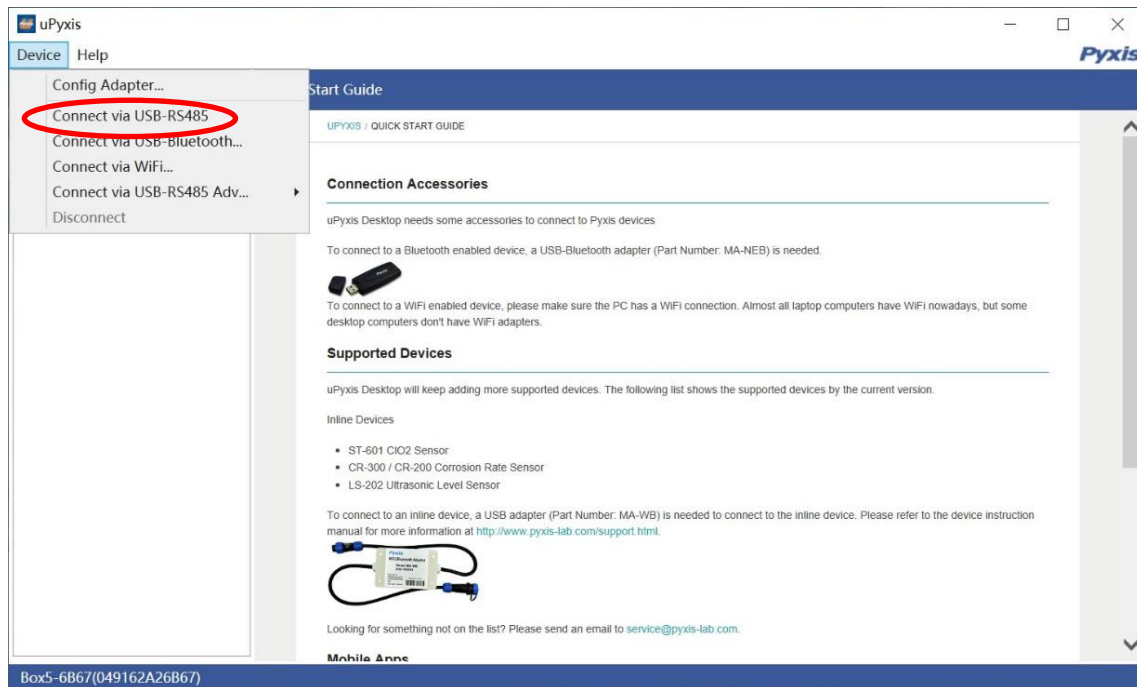 uPyxis
Device Help
Pyxis
Config Adapter...
Connect via USB-RS485
Connect via USB-Bluetooth...
Connect via WiFi...
Connect via USB-RS485 Adv...
Disconnect
Start Guide
UPYXIS / QUICK START GUIDE
Connection Accessories
uPyxis Desktop needs some accessories to connect to Pyxis devices
To connect to a Bluetooth enabled device, a USB-Bluetooth adapter (Part Number: MA-NEB) is needed.
To connect to a WiFi enabled device, please make sure the PC has a WiFi connection. Almost all laptop computers have WiFi nowadays, but some
desktop computers don't have WiFi adapters.
Supported Devices
uPyxis Desktop will keep adding more supported devices. The following list shows the supported devices by the current version.
Inline Devices
ST-601 ClO2 Sensor
CR-300 / CR-200 Corrosion Rate Sensor
LS-202 Ultrasonic Level Sensor
To connect to an inline device, a USB adapter (Part Number: MA-WB) is needed to connect to the inline device. Please refer to the device instruction
manual for more information at http://www.pyxis-lab.com/support.html.
Pyxis
Looking for something not on the list? Please send an email to service@pyxis-lab.com.
Mobile Apps
Box5-6B67(049162A26B67)